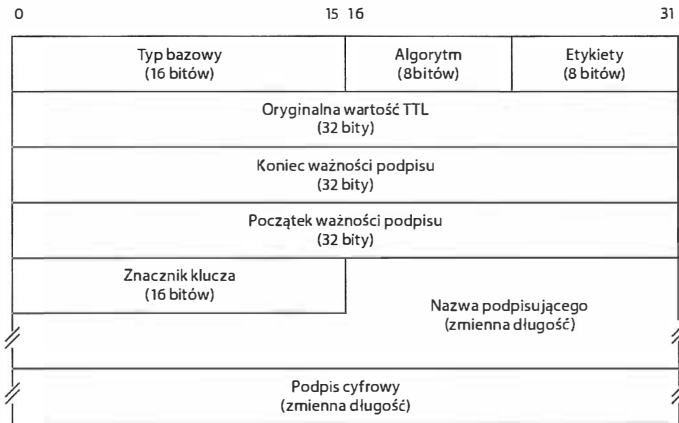 0 15 16 31
Typ bazowy Algorytm Etykiety
(16 bitów) (8bitów) (8 bitów)
Oryginalna wartość TTL
(32 bity)
Koniec ważności podpisu
(32 bity)
Początek ważności podpisu
(32 bity)
Znacznik klucza
(16 bitów)
Nazwa podpisującego
(zmienna długość)
Podpis cyfrowy
(zmienna długość)